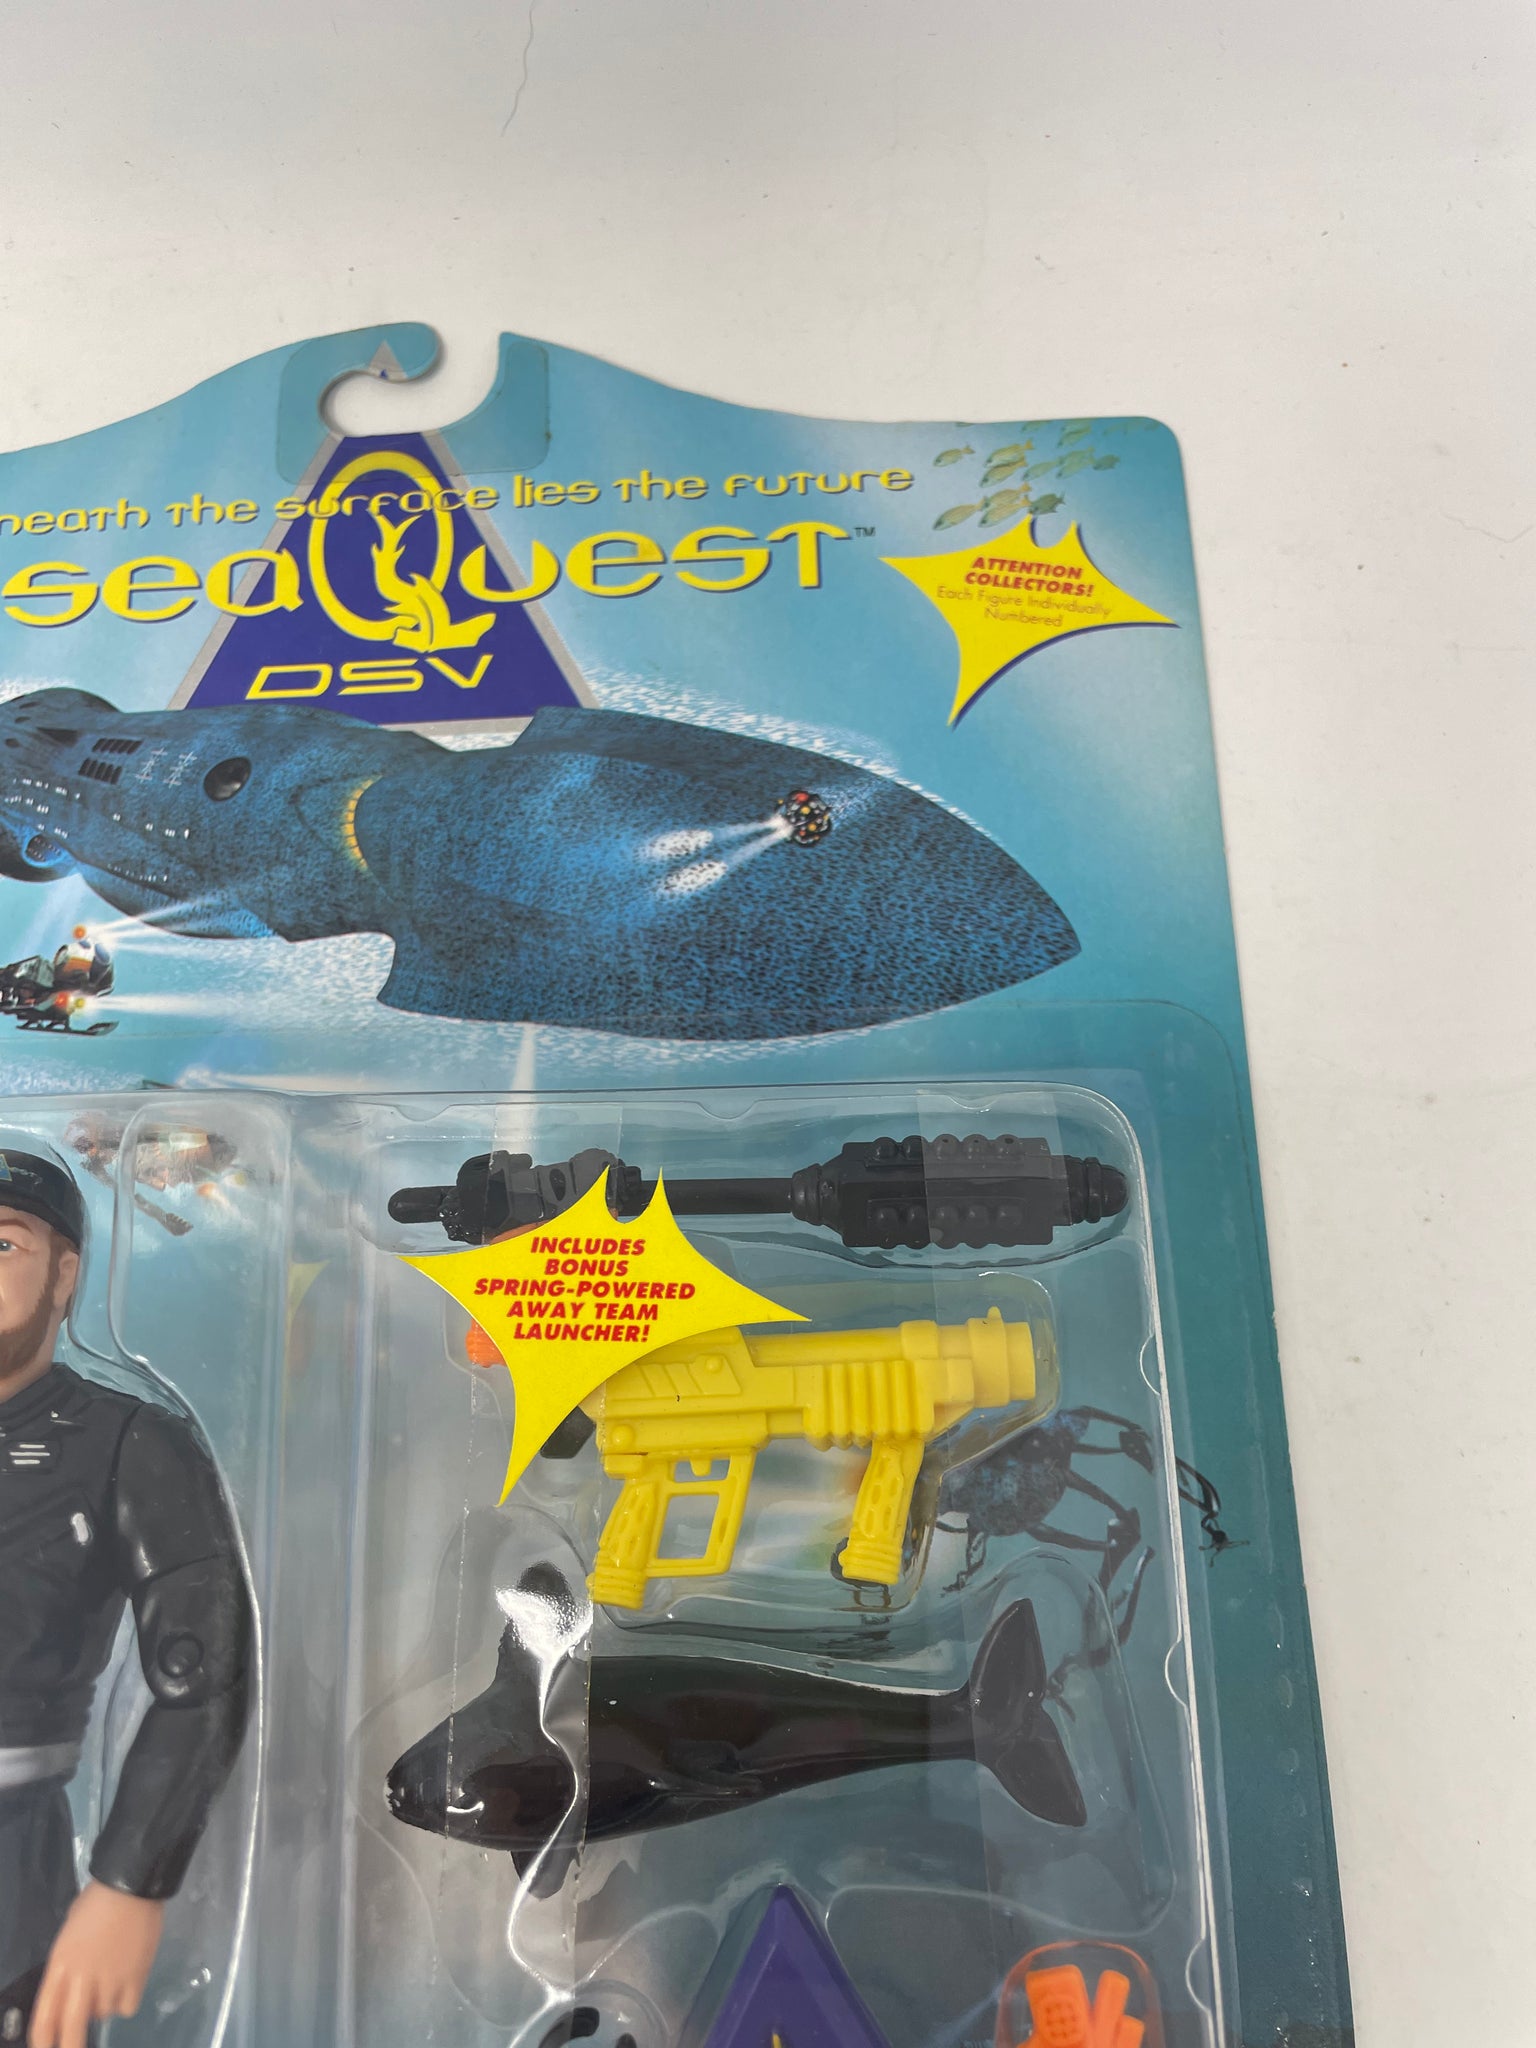 neath the surface lies the future
seaQuest™
DSV
ATTENTION
COLLECTORS!
Each Figure Individually
Numbered
INCLUDES
BONUS
SPRING-POWERED
AWAY TEAM
LAUNCHER!